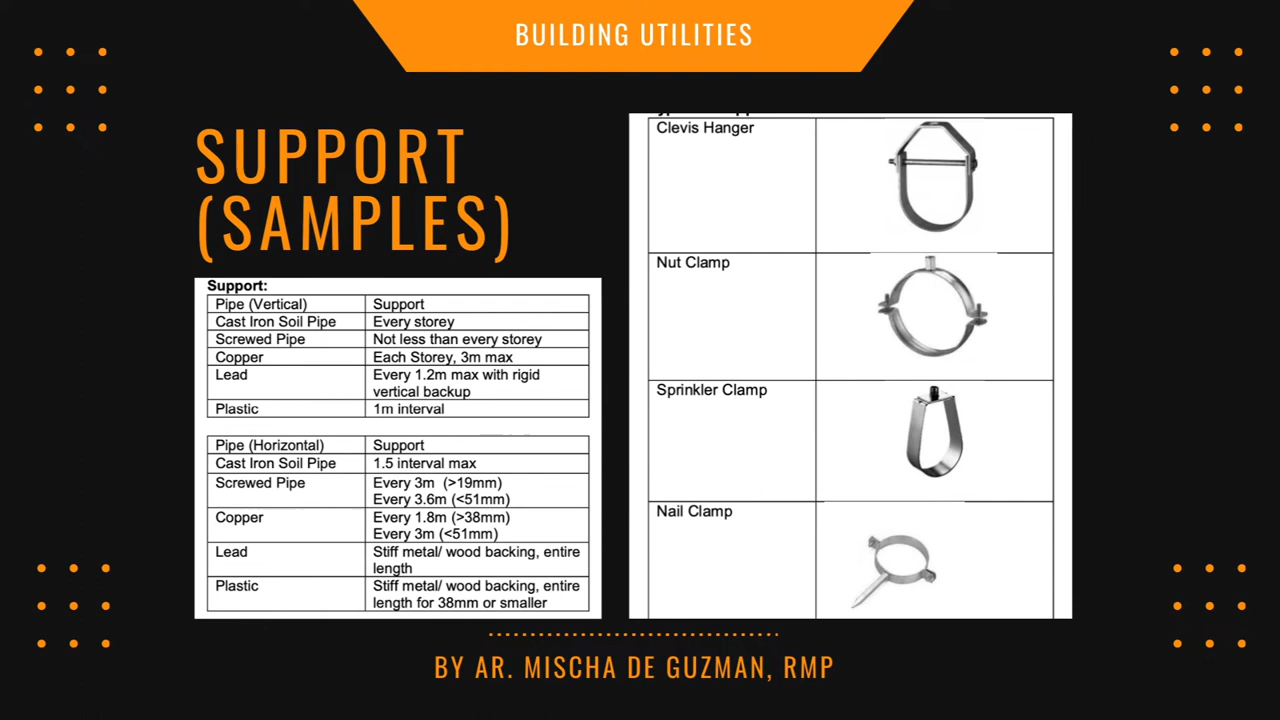 BUILDING UTILITIES
SUPPORT
(SAMPLES)
Support:
Pipe (Vertical) Support
Cast Iron Soil Pipe Every storey
Screwed Pipe Not less than every storey
Copper Each Storey, 3m max
Lead Every 1.2m max with rigid
vertical backup
Plastic 1m interval
Pipe (Horizontal) Support
Cast Iron Soil Pipe 1.5 interval max
Screwed Pipe Every 3m (>19mm)
Every 3.6m (<51mm)
Copper Every 1.8m (>38mm)
Every 3m (<51mm)
Lead Stiff metal/ wood backing, entire
length
Plastic Stiff metal/ wood backing, entire
length for 38mm or smaller
Clevis Hanger
Nut Clamp
Sprinkler Clamp
Nail Clamp
BY AR. MISCHA DE GUZMAN, RMP